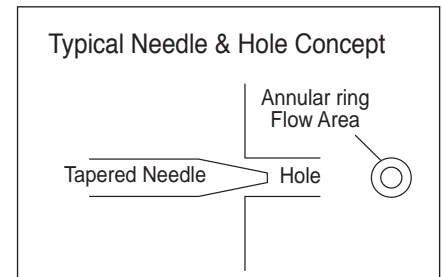 Typical Needle & Hole Concept
Annular ring
Flow Area
Tapered Needle
Hole